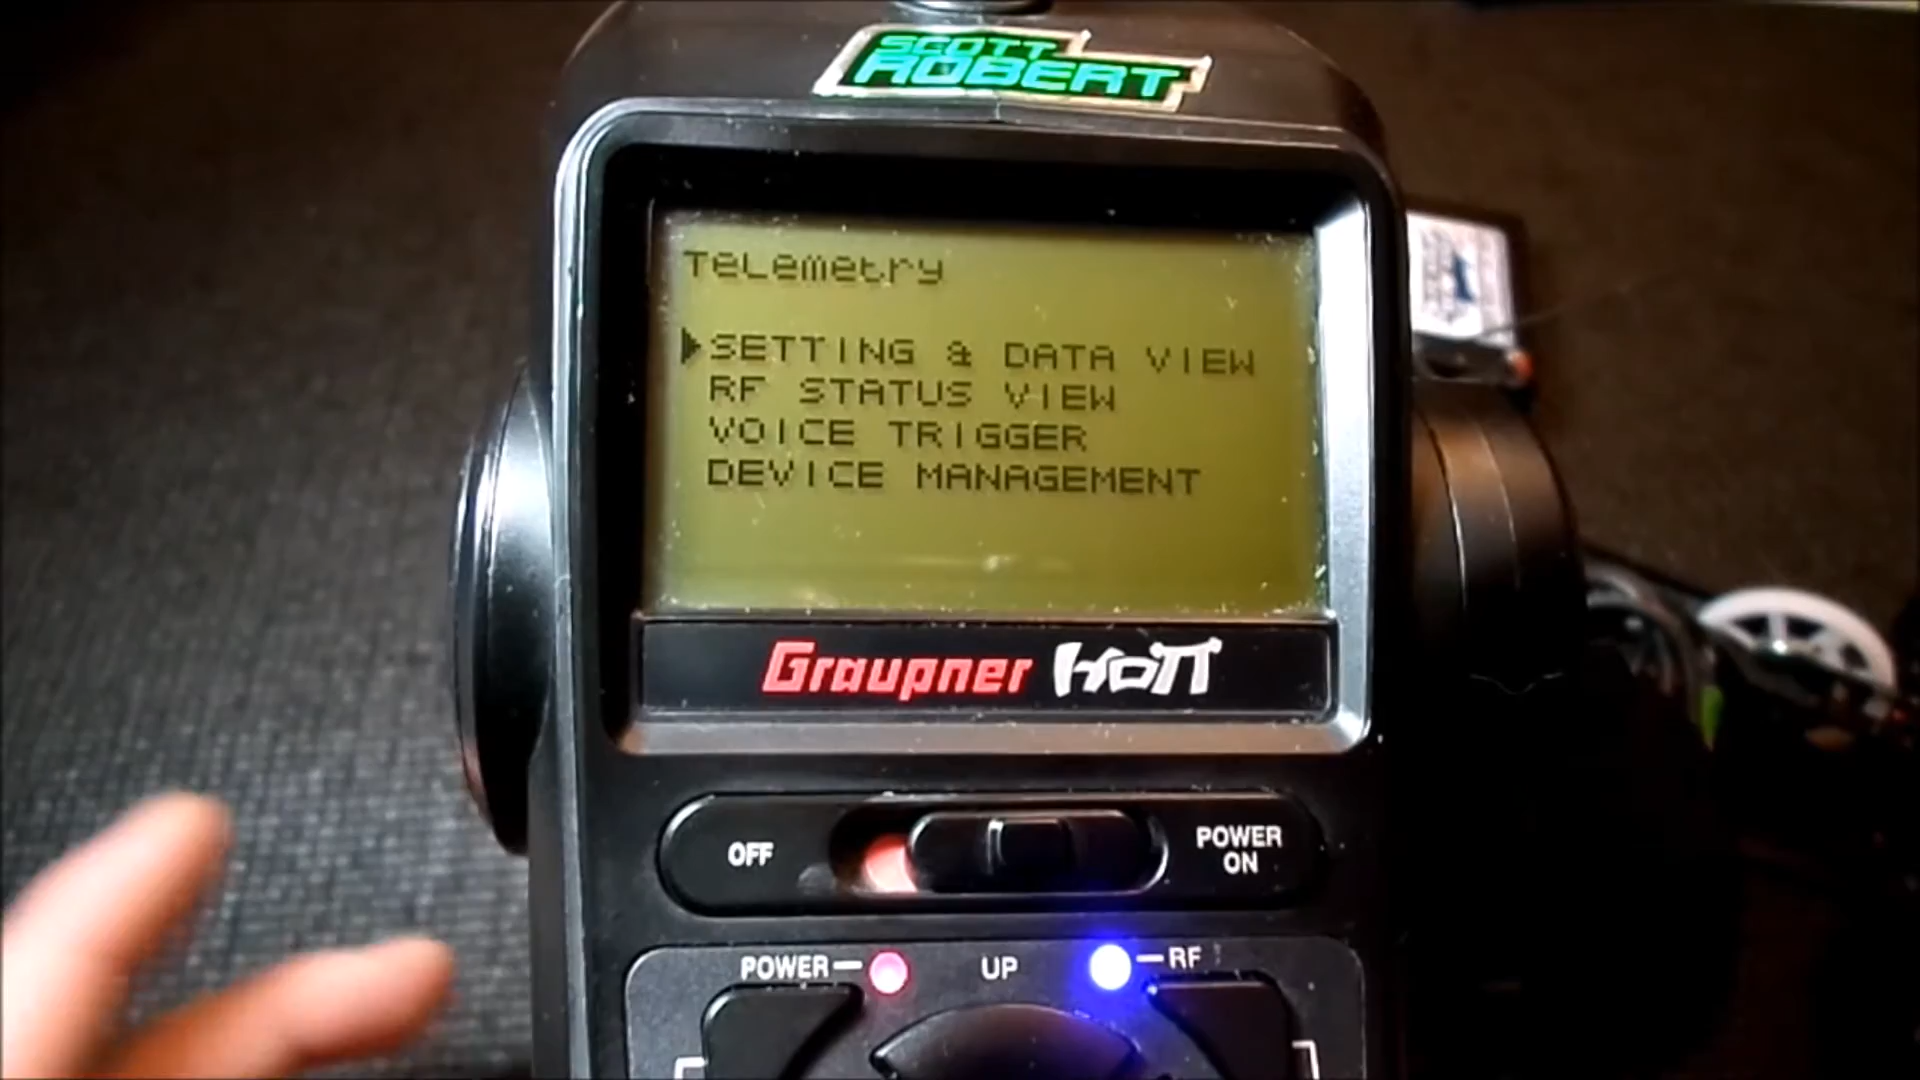 SCOTT
ROBERT
Telemetry
SETTING & DATA VIEW
RF STATUS VIEW
VOICE TRIGGER
DEVICE MANAGEMENT
Graupner HoTT
OFF
POWER
ON
POWER
UP
RF